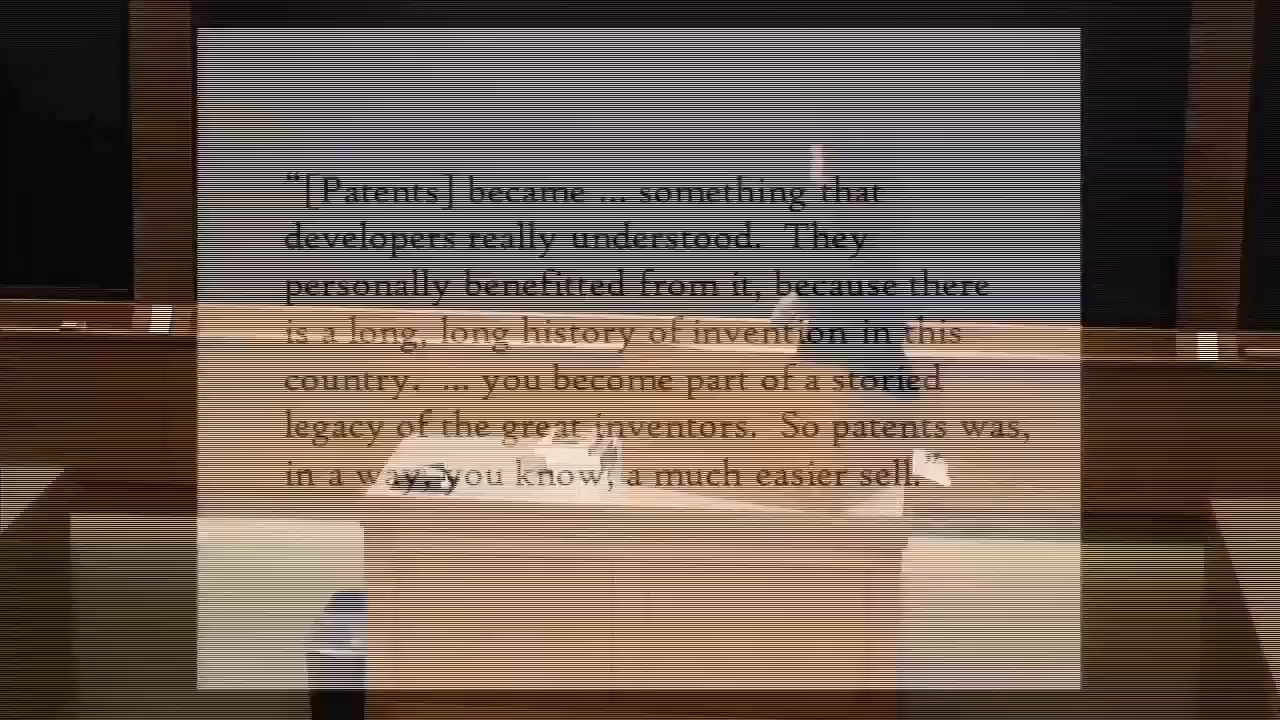 “[Patents] became ... something that
developers really understood.  They
personally benefitted from it, because there
is a long, long history of invention in this
country.  ... you become part of a storied
legacy of the great inventors.  So patents was,
in a way, you know, a much easier sell.”